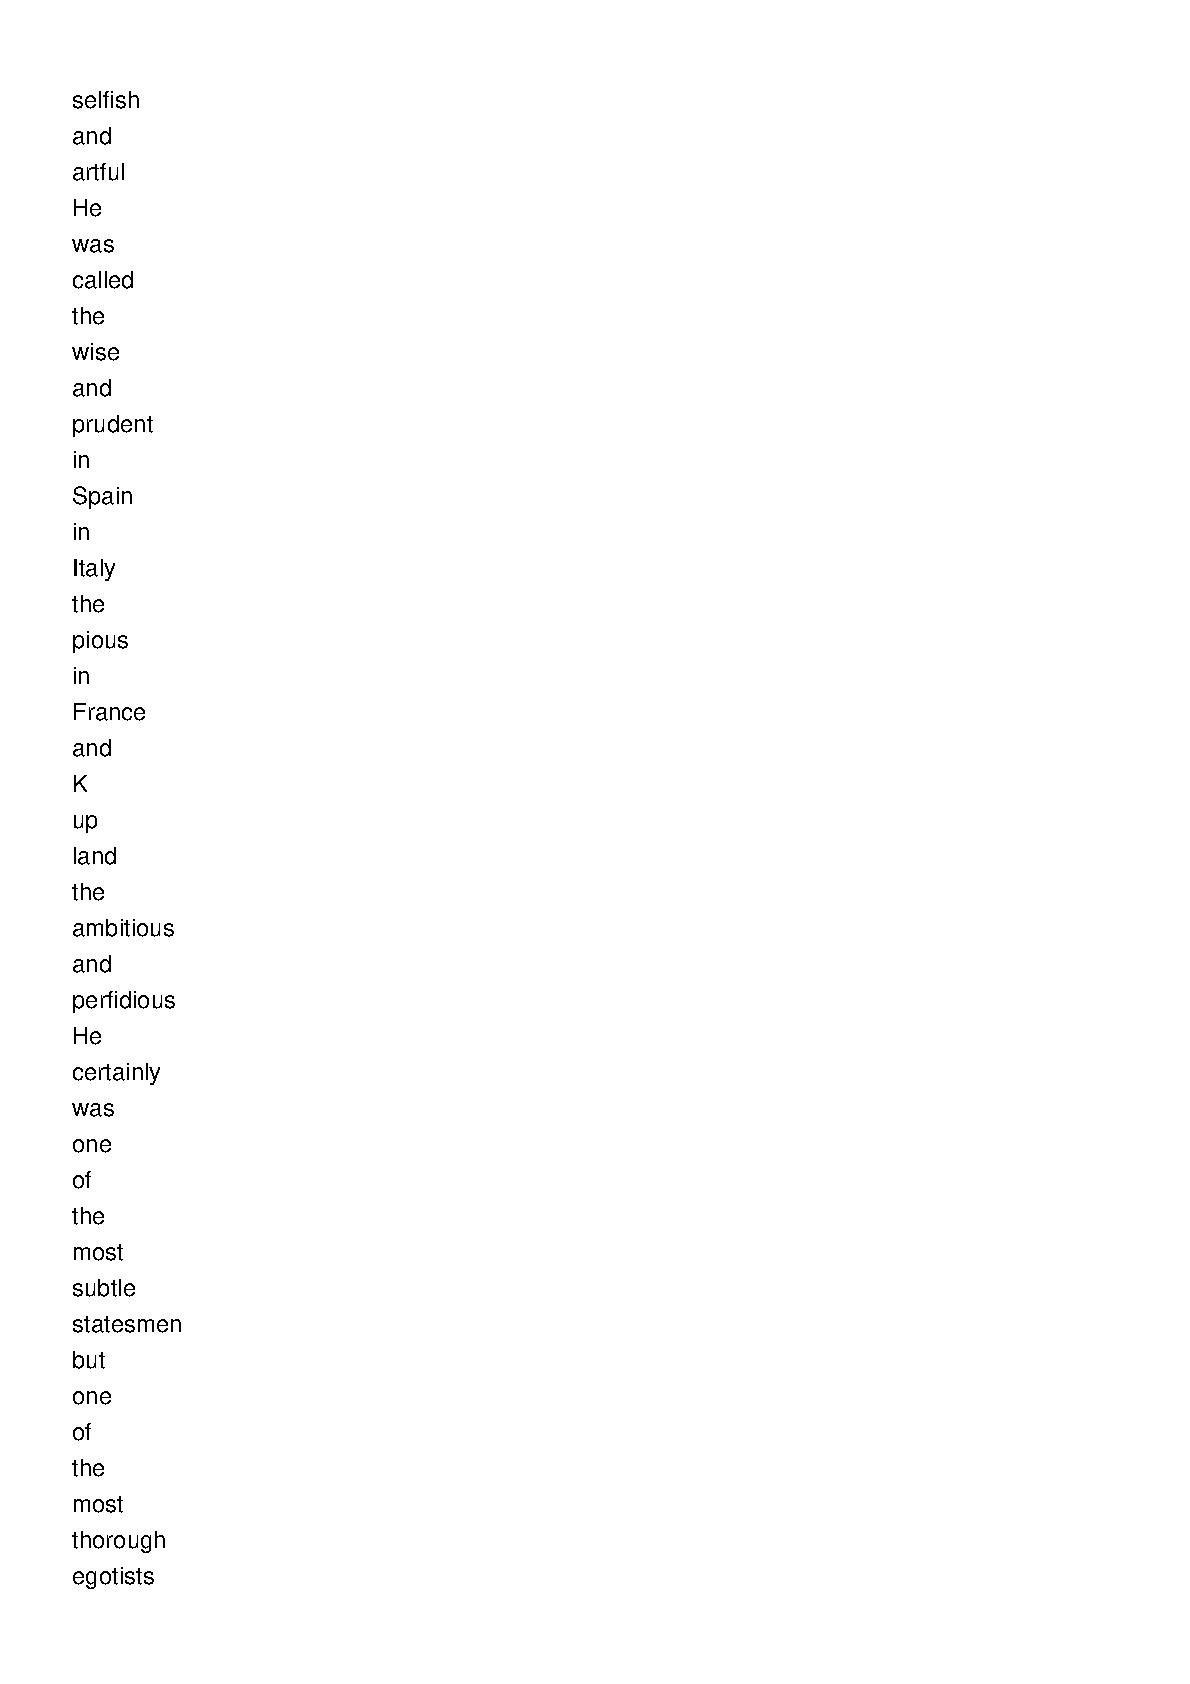 selfish
and
artful
He
was
called
the
wise
and
prudent
in
Spain
in
Italy
the
pious
in
France
and
K
up
land
the
ambitious
and
perfidious
He
certainly
was
one
of
the
most
subtle
statesmen
but
one
of
the
most
thorough
egotists